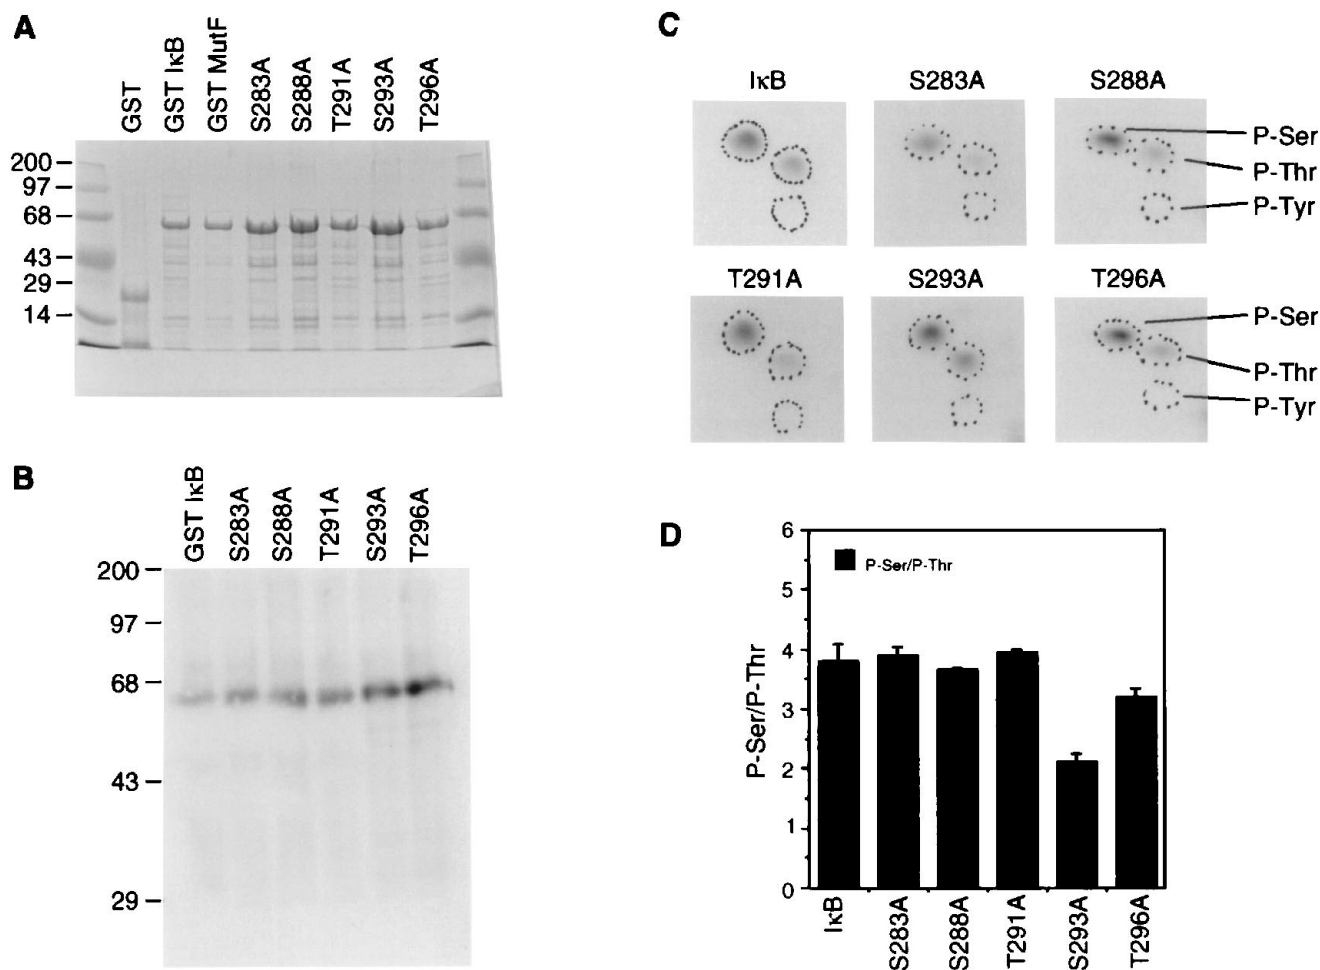 A
GST
GST IκB
GST MutF
S283A
S288A
T291A
S293A
T296A
200
97
68
43
29
14
B
GST IκB
S283A
S288A
T291A
S293A
T296A
200
97
68
43
29
C
IκB
S283A
S288A
P-Ser
P-Thr
P-Tyr
T291A
S293A
T296A
P-Ser
P-Thr
P-Tyr
D
P-Ser/P-Thr
P-Ser/P-Thr
6
5
4
3
2
1
0
IκB
S283A
S288A
T291A
S293A
T296A